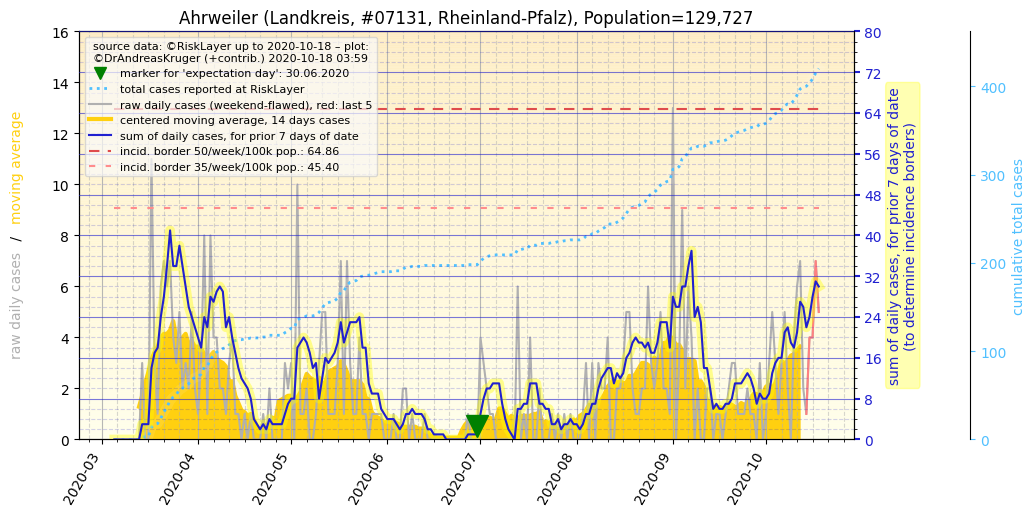 Ahrweiler (Landkreis, #07131, Rheinland-Pfalz), Population=129,727
source data: ©RiskLayer up to 2020-10-18 – plot:
©DrAndreasKruger (+contrib.) 2020-10-18 03:59
marker for 'expectation day': 30.06.2020
total cases reported at RiskLayer
raw daily cases (weekend-flawed), red: last 5
centered moving average, 14 days cases
sum of daily cases, for prior 7 days of date
incid. border 50/week/100k pop.: 64.86
incid. border 35/week/100k pop.: 45.40
raw daily cases / moving average
16
14
12
10
8
6
4
2
0
80
72
64
56
48
40
32
24
16
8
0
sum of daily cases, for prior 7 days of date
(to determine incidence borders)
400
300
200
100
0
cumulative total cases
2020-03
2020-04
2020-05
2020-06
2020-07
2020-08
2020-09
2020-10